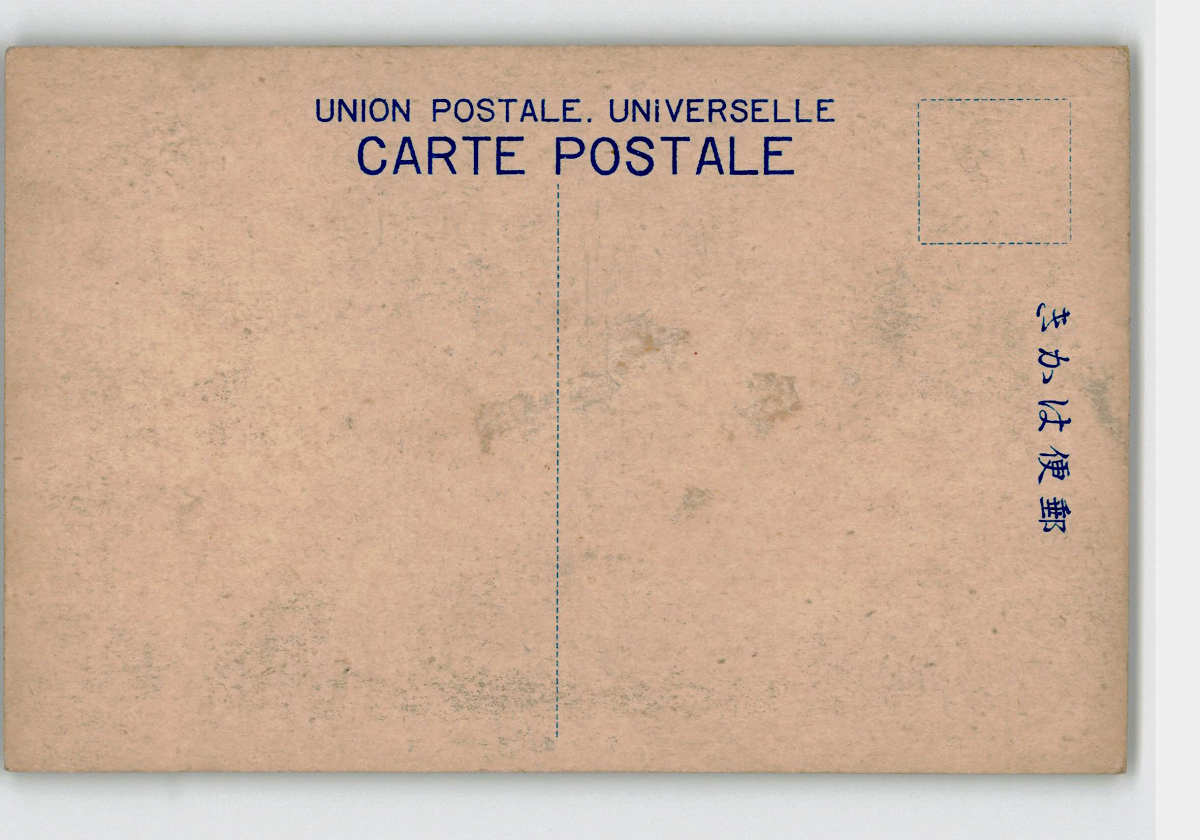 UNION POSTALE. UNiVERSELLE
CARTE POSTALE
きかは便郵